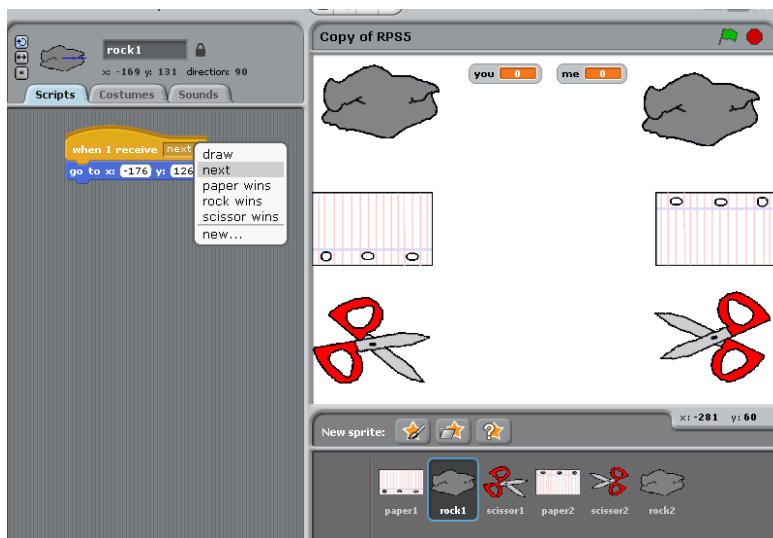 rock1
x: -169 y: 131 direction: 90
Scripts Costumes Sounds
when I receive next
go to x: -176 y: 126
draw
next
paper wins
rock wins
scissor wins
new...
Copy of RPS5
you 0 me 0
x: -281 y: 60
New sprite:
paper1 rock1 scissor1 paper2 scissor2 rock2